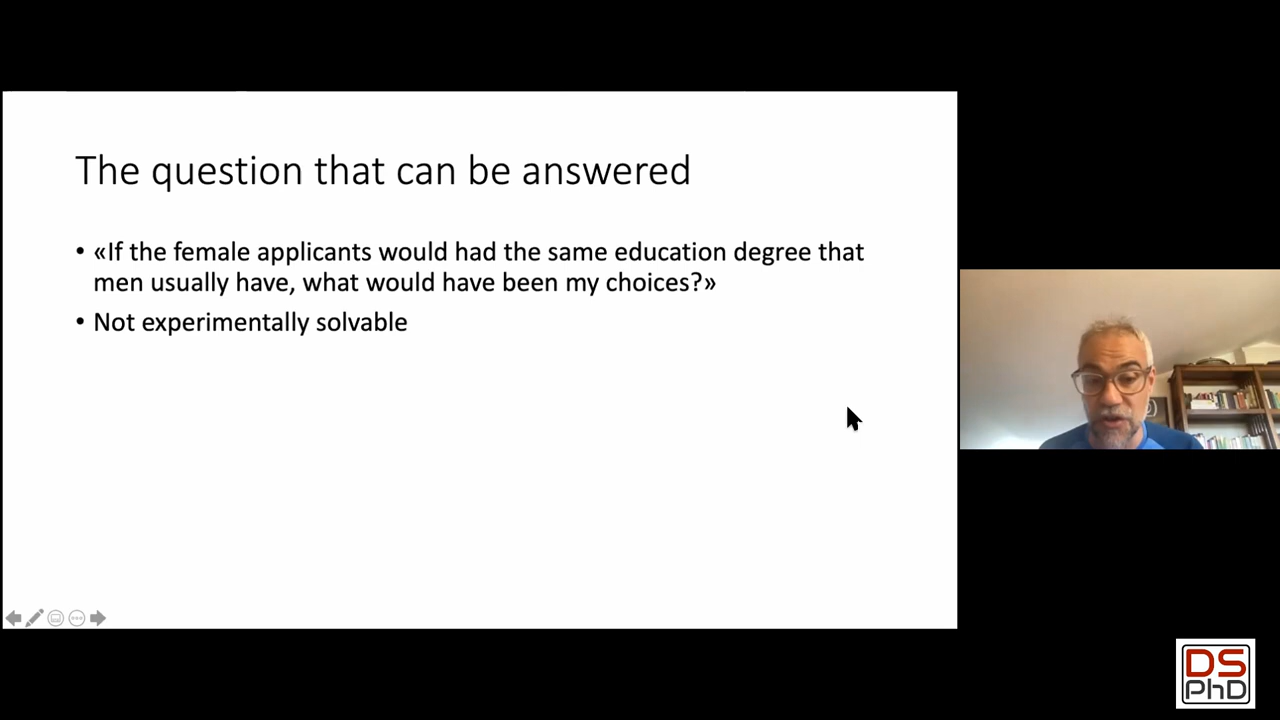 The question that can be answered
• «If the female applicants would had the same education degree that
men usually have, what would have been my choices?»
• Not experimentally solvable
DS
PhD